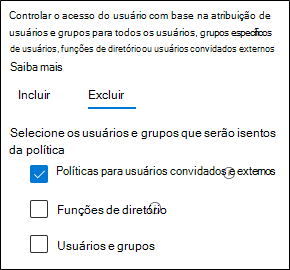 Controlar o acesso do usuário com base na atribuição de
usuários e grupos para todos os usuários, grupos específicos
de usuários, funções de diretório ou usuários convidados externos
Saiba mais
Incluir Excluir
Selecione os usuários e grupos que serão isentos
da política
Políticas para usuários convidados e externos
Funções de diretório
Usuários e grupos